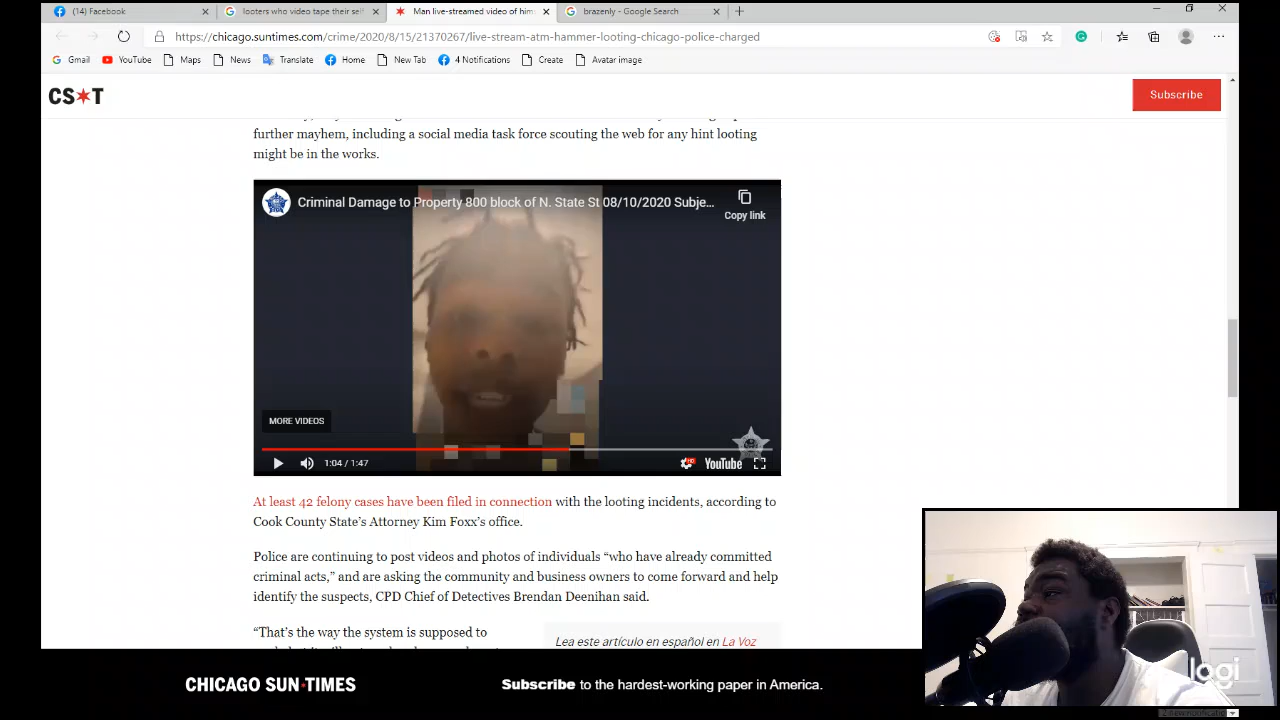 (14) Facebook
looters who video tape their self
Man live-streamed video of him
brazenly - Google Search
https://chicago.suntimes.com/crime/2020/8/15/21370267/live-stream-atm-hammer-looting-chicago-police-charged
Gmail YouTube Maps News Translate Home New Tab 4 Notifications Create Avatar image
CS T
Subscribe
further mayhem, including a social media task force scouting the web for any hint looting
might be in the works.
Criminal Damage to Property 800 block of N. State St 08/10/2020 Subje...
Copy link
MORE VIDEOS
1:04 / 1:47
YouTube
At least 42 felony cases have been filed in connection with the looting incidents, according to
Cook County State’s Attorney Kim Foxx’s office.
Police are continuing to post videos and photos of individuals “who have already committed
criminal acts,” and are asking the community and business owners to come forward and help
identify the suspects, CPD Chief of Detectives Brendan Deenihan said.
“That’s the way the system is supposed to
Lea este artículo en español en La Voz
CHICAGO SUN TIMES
Subscribe to the hardest-working paper in America.
logi